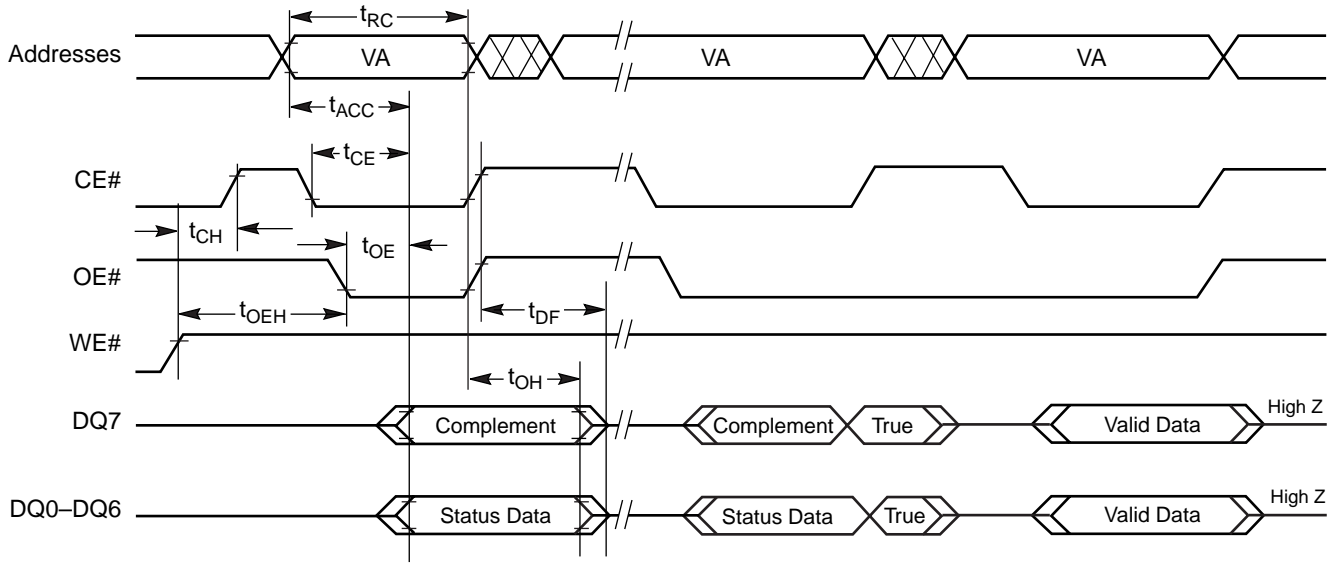 tRC
Addresses VA VA VA
tACC
tCE
CE#
tCH
tOE
OE#
tOEH
tDF
WE#
tOH
DQ7 Complement Complement True Valid Data High Z
DQ0–DQ6 Status Data Status Data True Valid Data High Z